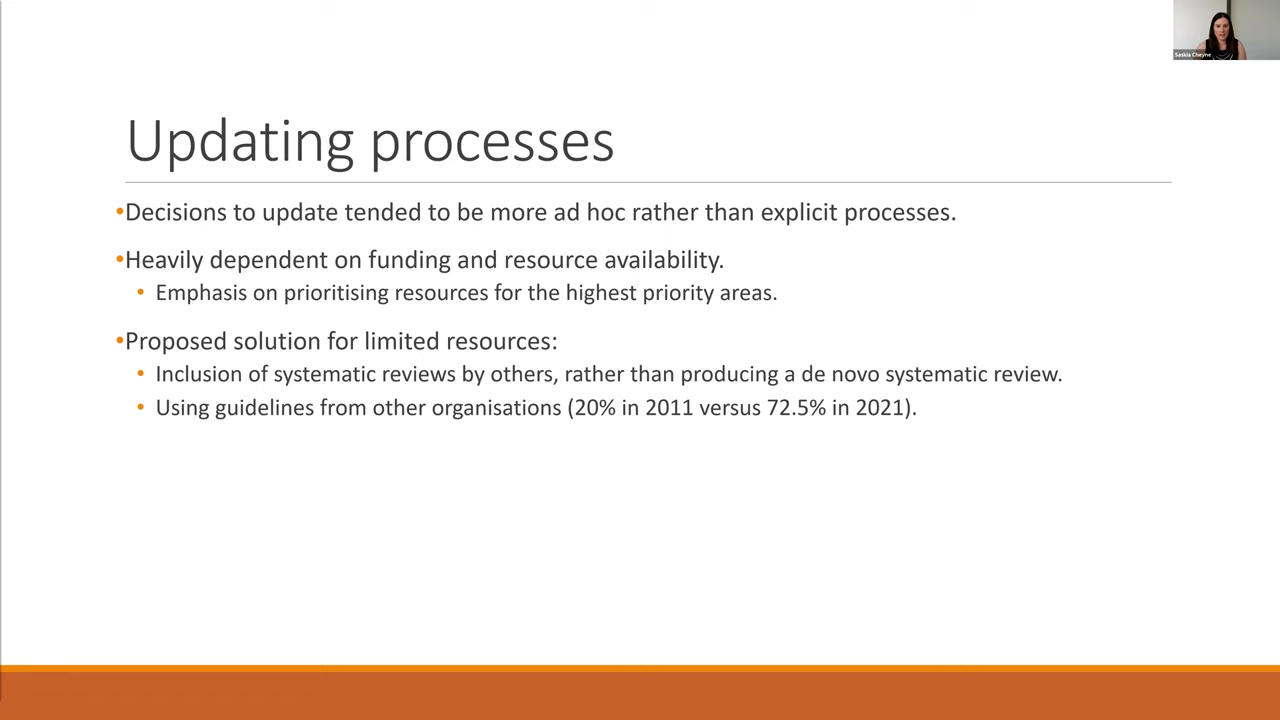 Saskia Cheyne
Updating processes
•Decisions to update tended to be more ad hoc rather than explicit processes.
•Heavily dependent on funding and resource availability.
• Emphasis on prioritising resources for the highest priority areas.
•Proposed solution for limited resources:
• Inclusion of systematic reviews by others, rather than producing a de novo systematic review.
• Using guidelines from other organisations (20% in 2011 versus 72.5% in 2021).